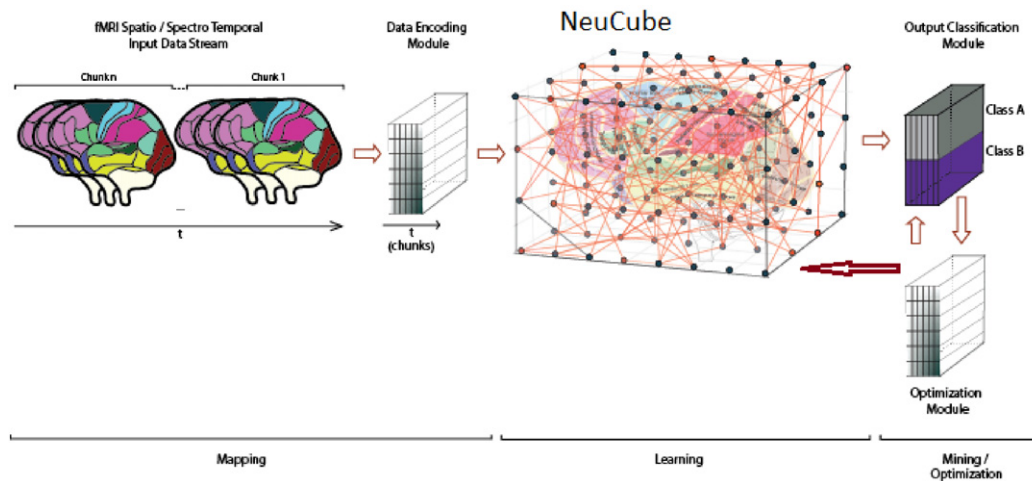 fMRI Spatio / Spectro Temporal
Input Data Stream
Data Encoding
Module
NeuCube
Output Classification
Module
Chunk n
Chunk 1
Class A
Class B
t
t
(chunks)
Optimization
Module
Mapping
Learning
Mining /
Optimization